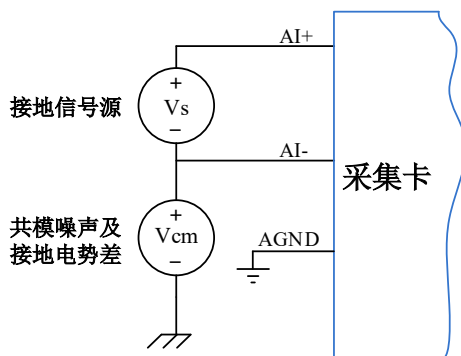 AI+
+
Vs
−
接地信号源
AI-
采集卡
+
Vcm
−
共模噪声及
接地电势差
AGND